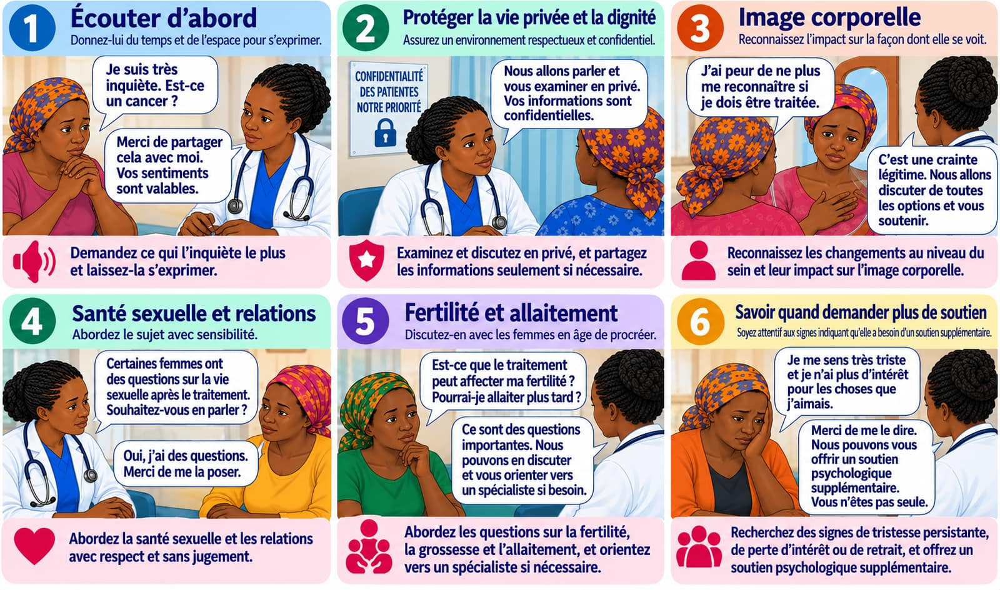 1
Écouter d’abord
Donnez-lui du temps et de l’espace pour s’exprimer.
Je suis très
inquiète. Est-ce
un cancer ?
Merci de partager
cela avec moi.
Vos sentiments
sont valables.
Demandez ce qui l’inquiète le plus
et laissez-la s’exprimer.
2
Protéger la vie privée et la dignité
Assurez un environnement respectueux et confidentiel.
CONFIDENTIALITÉ
DES PATIENTES
NOTRE PRIORITÉ
Nous allons parler et
vous examiner en privé.
Vos informations sont
confidentielles.
Examinez et discutez en privé, et partagez
les informations seulement si nécessaire.
3
Image corporelle
Reconnaissez l’impact sur la façon dont elle se voit.
J’ai peur de ne plus
me reconnaître si
je dois être traitée.
C’est une crainte
légitime. Nous allons
discuter de toutes
les options et vous
soutenir.
Reconnaissez les changements au niveau du
sein et leur impact sur l’image corporelle.
4
Santé sexuelle et relations
Abordez le sujet avec sensibilité.
Certaines femmes ont
des questions sur la vie
sexuelle après le traitement.
Souhaitez-vous en parler ?
Oui, j’ai des questions.
Merci de me la poser.
Abordez la santé sexuelle et les relations
avec respect et sans jugement.
5
Fertilité et allaitement
Discutez-en avec les femmes en âge de procréer.
Est-ce que le traitement
peut affecter ma fertilité ?
Pourrai-je allaiter plus tard ?
Ce sont des questions
importantes. Nous
pouvons en discuter
et vous orienter vers
un spécialiste si besoin.
Abordez les questions sur la fertilité,
la grossesse et l’allaitement, et orientez
vers un spécialiste si nécessaire.
6
Savoir quand demander plus de soutien
Soyez attentif aux signes indiquant qu’elle a besoin d’un soutien supplémentaire.
Je me sens très triste
et je n’ai plus d’intérêt
pour les choses que
j’aimais.
Merci de me le dire.
Nous pouvons vous
offrir un soutien
psychologique
supplémentaire.
Vous n’êtes pas seule.
Recherchez des signes de tristesse persistante,
de perte d’intérêt ou de retrait, et offrez un
soutien psychologique supplémentaire.